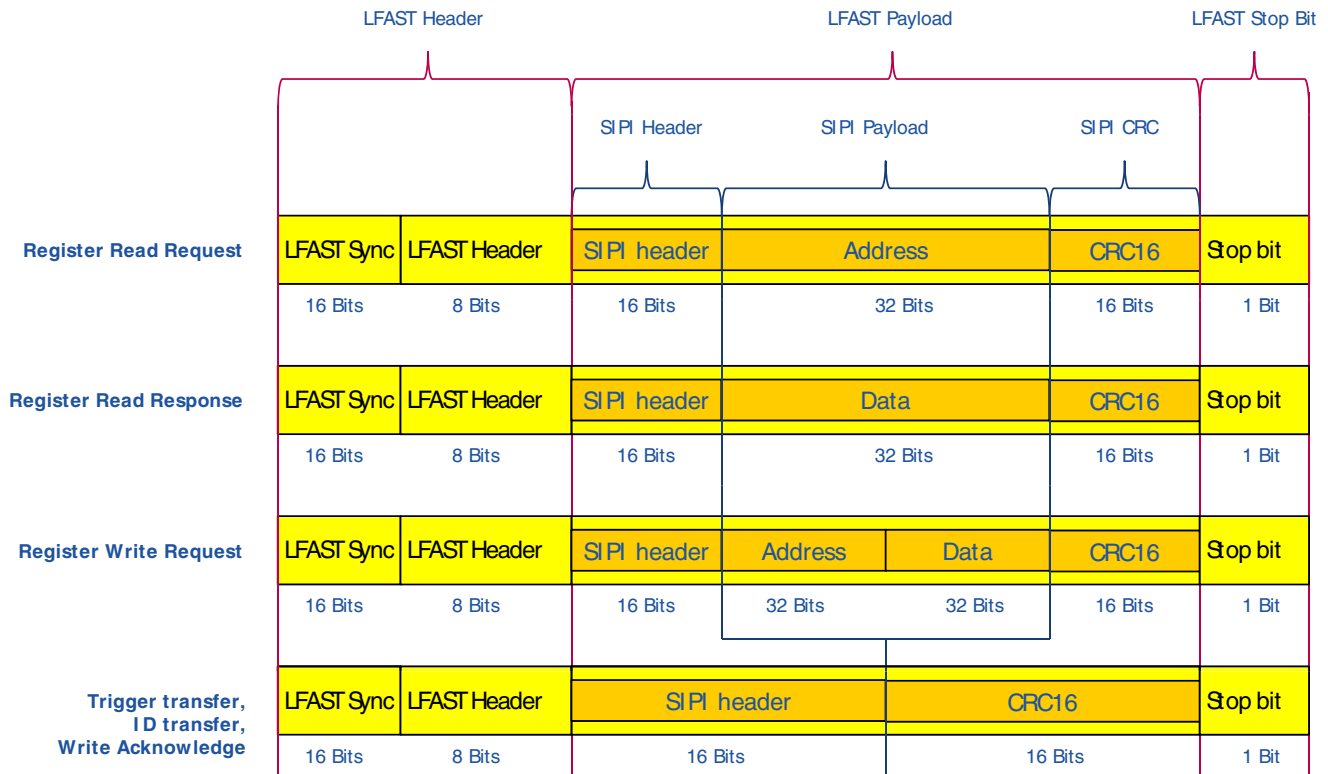 LFAST Header LFAST Payload LFAST Stop Bit
SIPI Header SIPI Payload SIPI CRC
Register Read Request LFAST Sync LFAST Header SIPI header Address CRC16 Stop bit
16 Bits 8 Bits 16 Bits 32 Bits 16 Bits 1 Bit
Register Read Response LFAST Sync LFAST Header SIPI header Data CRC16 Stop bit
16 Bits 8 Bits 16 Bits 32 Bits 16 Bits 1 Bit
Register Write Request LFAST Sync LFAST Header SIPI header Address Data CRC16 Stop bit
16 Bits 8 Bits 16 Bits 32 Bits 32 Bits 16 Bits 1 Bit
Trigger transfer,
ID transfer,
Write Acknowledge
LFAST Sync LFAST Header SIPI header CRC16 Stop bit
16 Bits 8 Bits 16 Bits 16 Bits 1 Bit